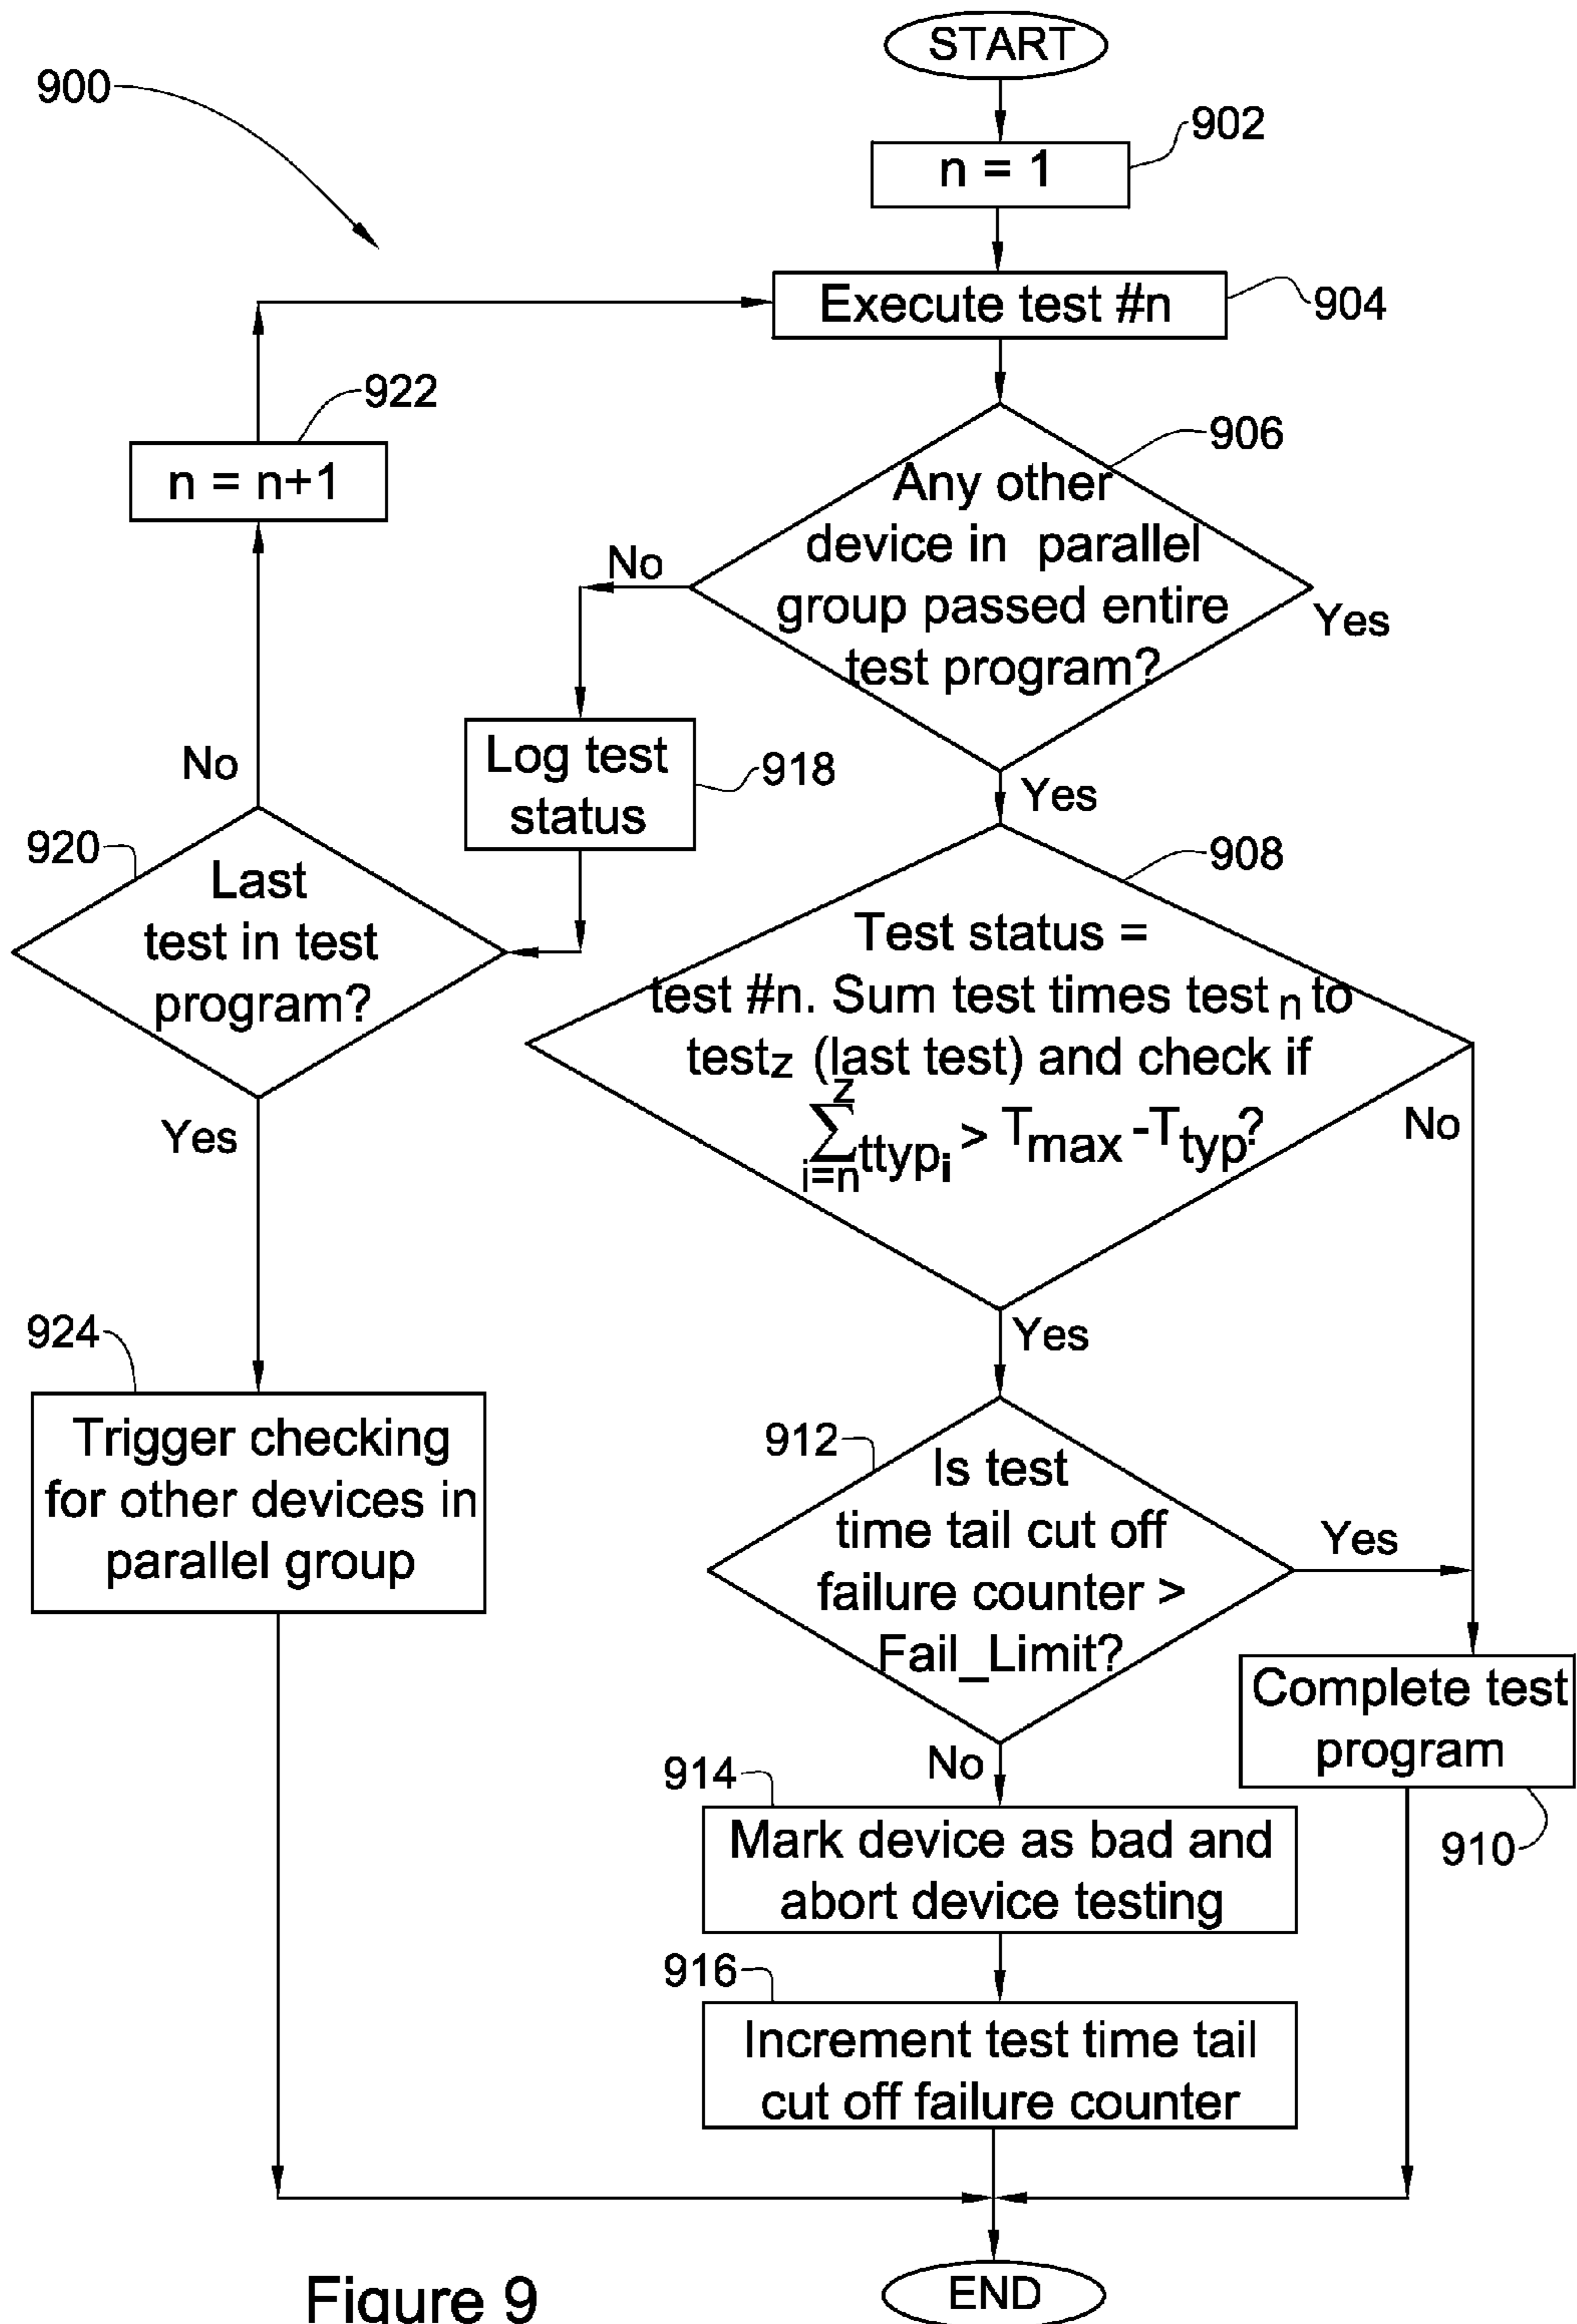 START
900
902
n = 1
Execute test #n
904
922
n = n+1
906
Any other
device in parallel
group passed entire
test program?
No
Yes
Log test
status
918
No
Yes
920
Last
test in test
program?
908
Test status =
test #n. Sum test times test n to
testz (last test) and check if
z
∑ ttypi > Tmax -Ttyp?
i=n
No
Yes
Yes
924
Trigger checking
for other devices in
parallel group
912
Is test
time tail cut off
failure counter >
Fail_Limit?
Yes
No
Complete test
program
910
914
Mark device as bad and
abort device testing
916
Increment test time tail
cut off failure counter
END
Figure 9